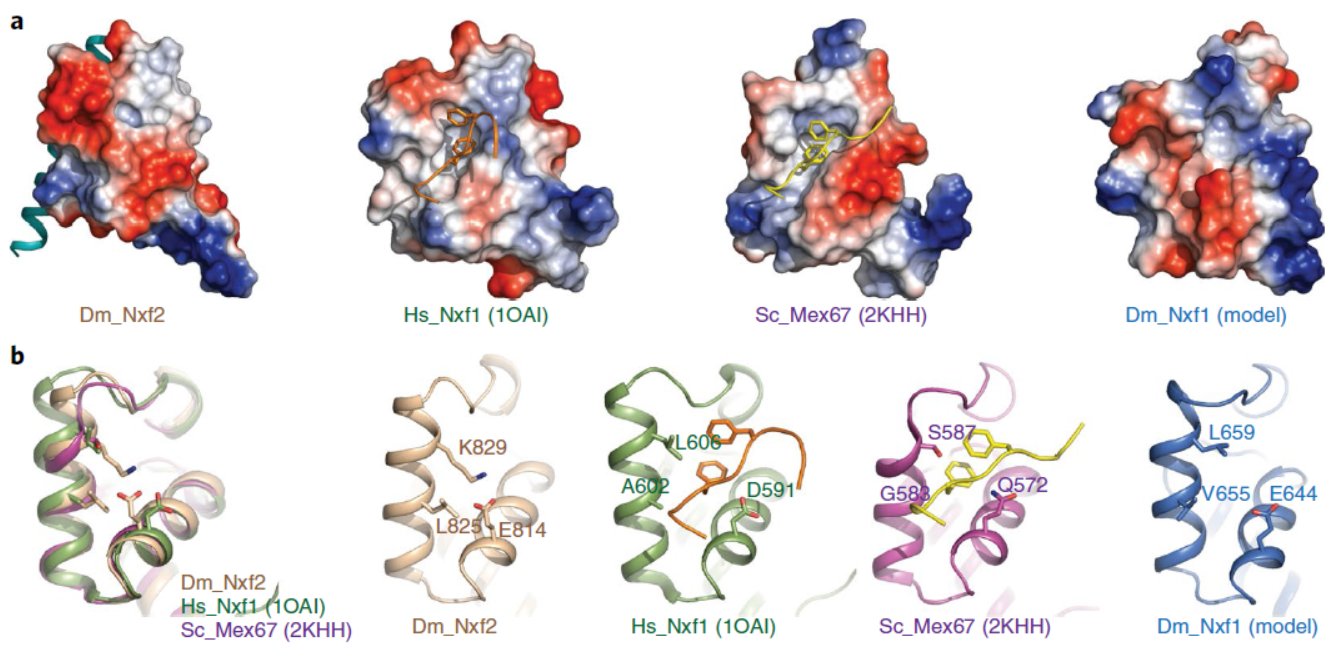 a
Dm_Nxf2 Hs_Nxf1 (1OAI) Sc_Mex67 (2KHH) Dm_Nxf1 (model)
b
K829 L606 S587 L659
A602 D591 G583 Q572 V655 E644
L825 E814
Dm_Nxf2
Hs_Nxf1 (1OAI)
Sc_Mex67 (2KHH)
Dm_Nxf2 Hs_Nxf1 (1OAI) Sc_Mex67 (2KHH) Dm_Nxf1 (model)